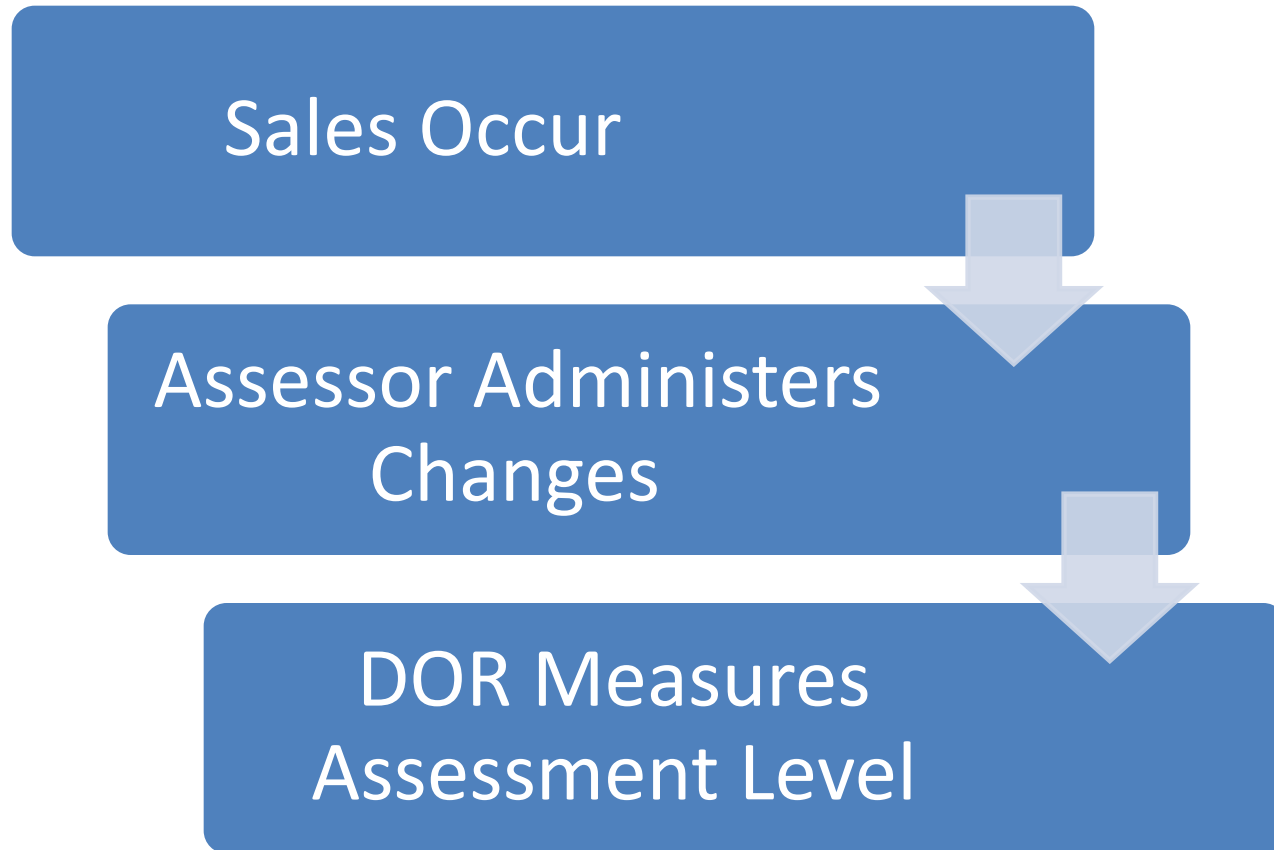 Sales Occur
Assessor Administers
Changes
DOR Measures
Assessment Level